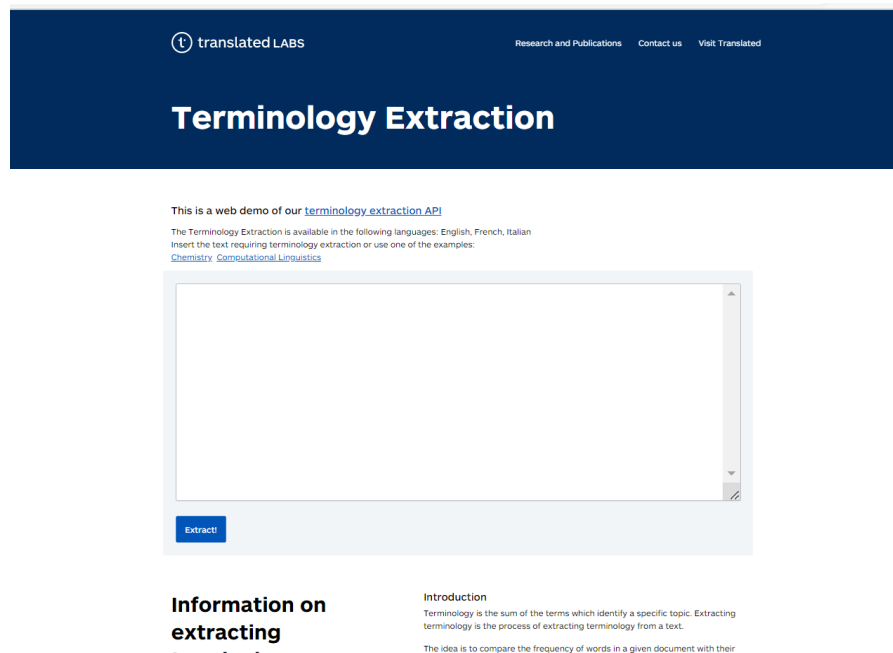 translated LABS
Research and Publications Contact us Visit Translated
Terminology Extraction
This is a web demo of our terminology extraction API
The Terminology Extraction is available in the following languages: English, French, Italian
Insert the text requiring terminology extraction or use one of the examples:
Chemistry Computational Linguistics
Extract!
Information on
extracting
Introduction
Terminology is the sum of the terms which identify a specific topic. Extracting
terminology is the process of extracting terminology from a text.
The idea is to compare the frequency of words in a given document with their